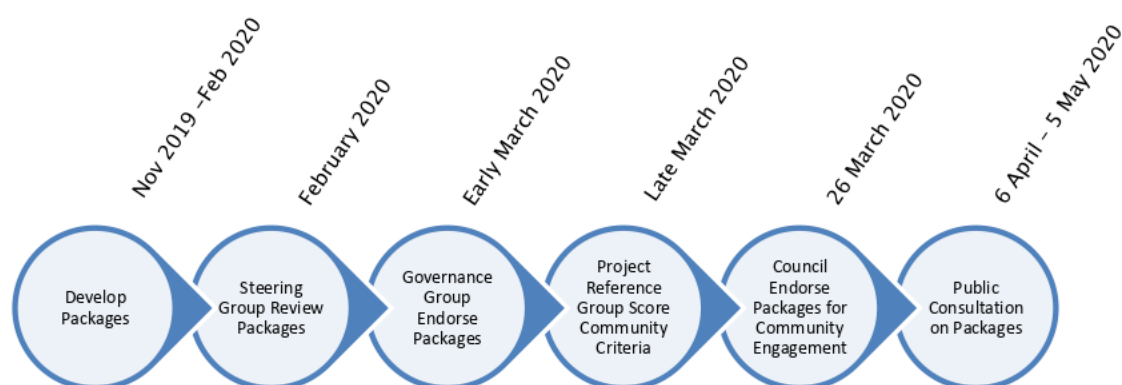 Nov 2019 –Feb 2020
February 2020
Early March 2020
Late March 2020
26 March 2020
6 April – 5 May 2020
Develop
Packages
Steering
Group Review
Packages
Governance
Group
Endorse
Packages
Project
Reference
Group Score
Community
Criteria
Council
Endorse
Packages for
Community
Engagement
Public
Consultation
on Packages